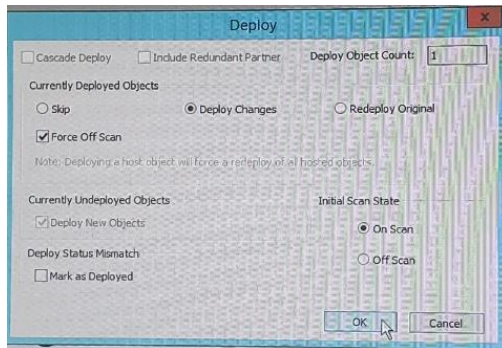 Deploy
Cascade Deploy Include Redundant Partner Deploy Object Count: 1
Currently Deployed Objects
Skip Deploy Changes Redeploy Original
Force Off Scan
Note: Deploying a host object will force a redeploy of all hosted objects.
Currently Undeployed Objects Initial Scan State
Deploy New Objects On Scan
Deploy Status Mismatch Off Scan
Mark as Deployed
OK Cancel